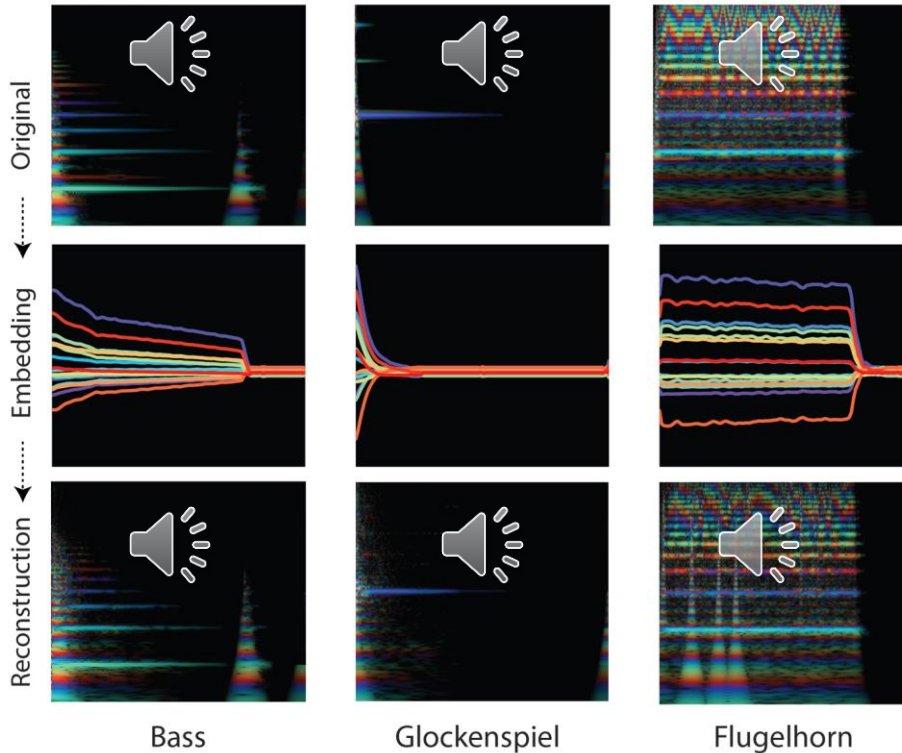 Original
Embedding
Reconstruction
Bass
Glockenspiel
Flugelhorn